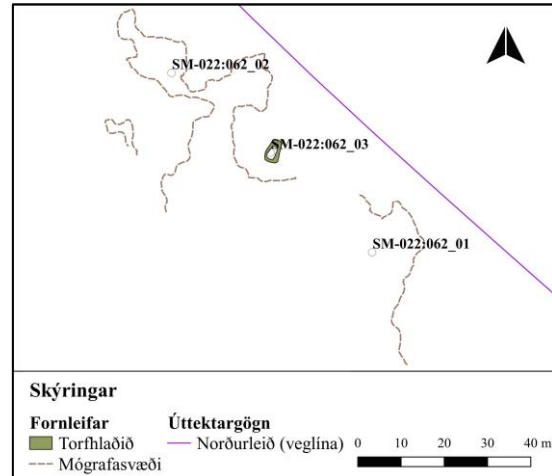 SM-022:062_02
SM-022:062_03
SM-022:062_01
Skýringar
Fornleifar Úttektargögn
Torfhlaðið Norðurleið (veglína)
Mógrafasvæði
0 10 20 30 40 m